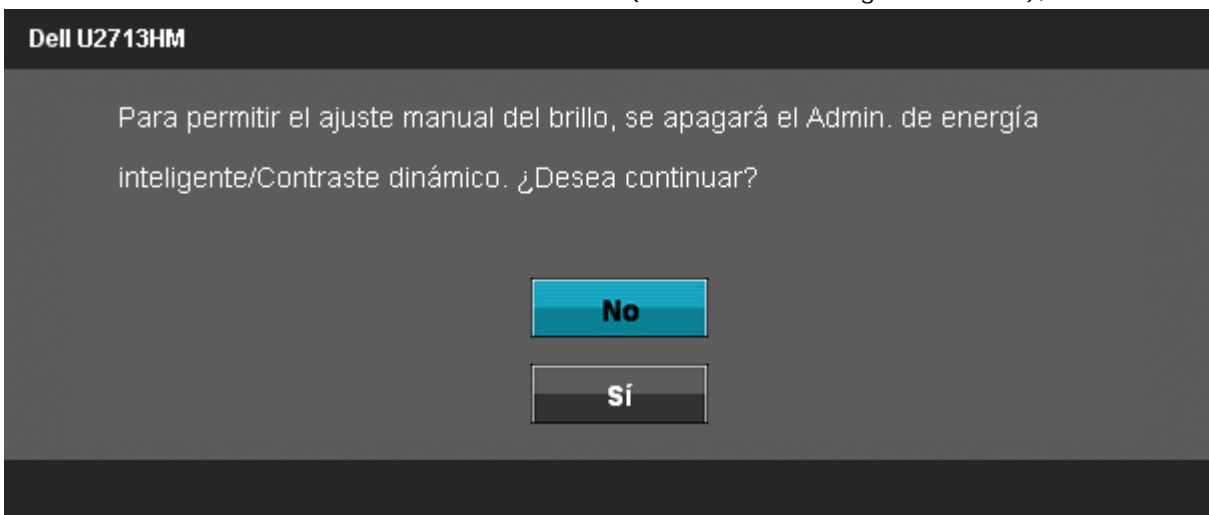 Dell U2713HM
Para permitir el ajuste manual del brillo, se apagará el Admin. de energía
inteligente/Contraste dinámico. ¿Desea continuar?
No
Sí